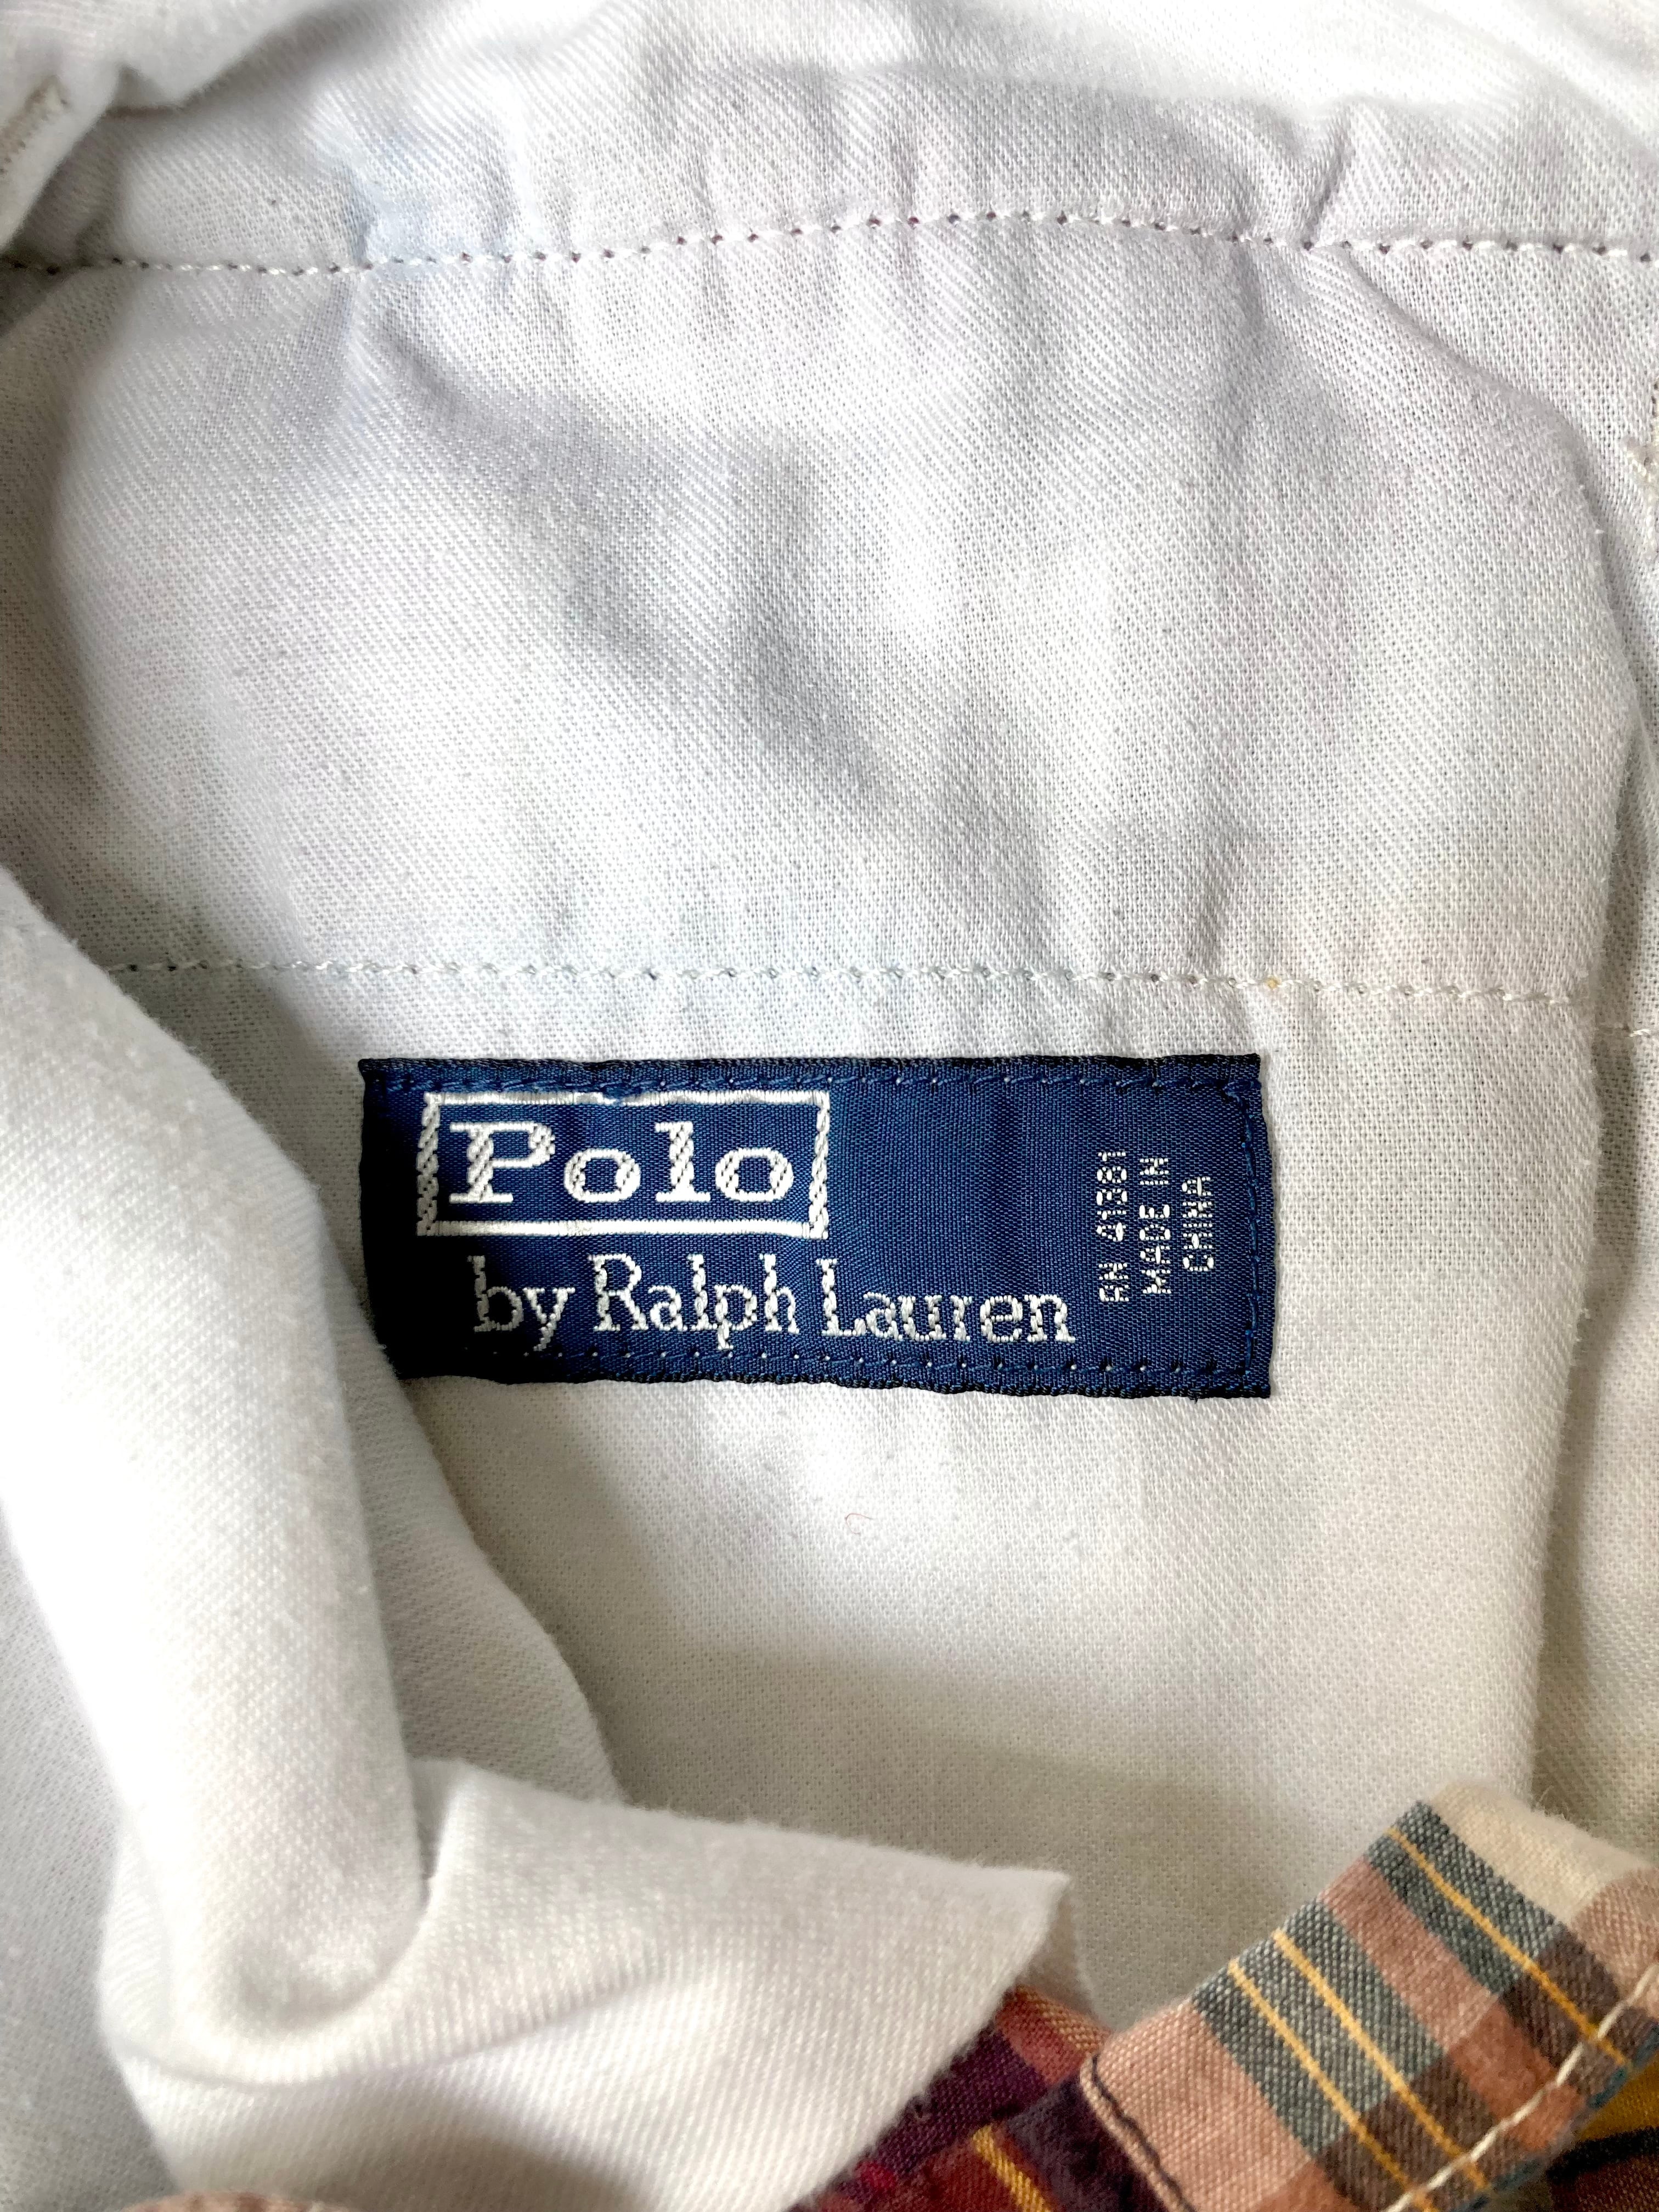 Polo
by Ralph Lauren
RN 41381
MADE IN
CHINA